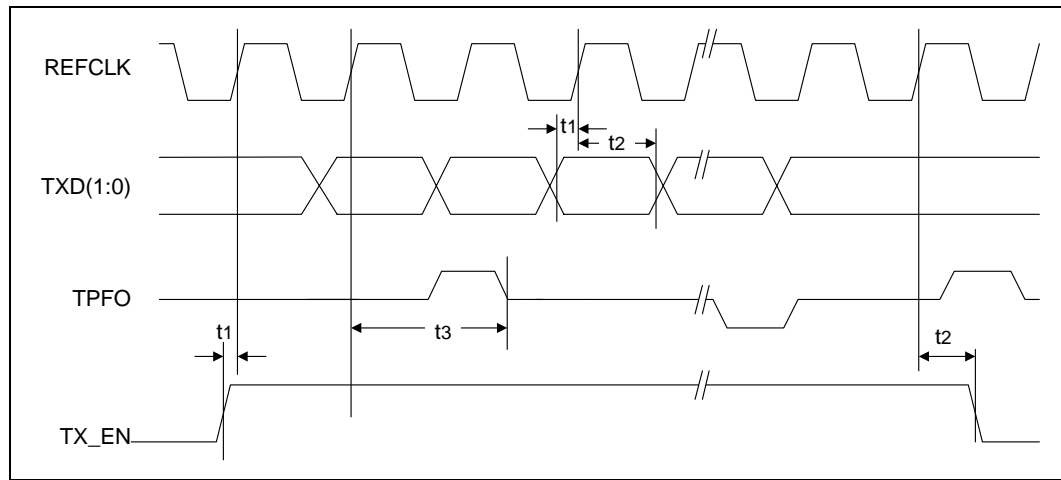 REFCLK
t1
t2
TXD(1:0)
TPFO
t1
t3
t2
TX_EN